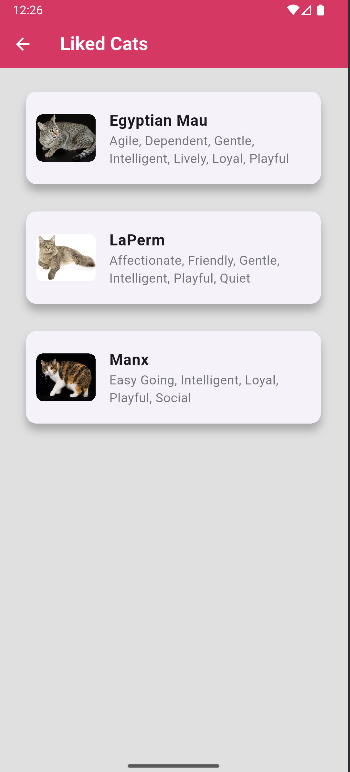 12:26
Liked Cats
Egyptian Mau
Agile, Dependent, Gentle,
Intelligent, Lively, Loyal, Playful
LaPerm
Affectionate, Friendly, Gentle,
Intelligent, Playful, Quiet
Manx
Easy Going, Intelligent, Loyal,
Playful, Social